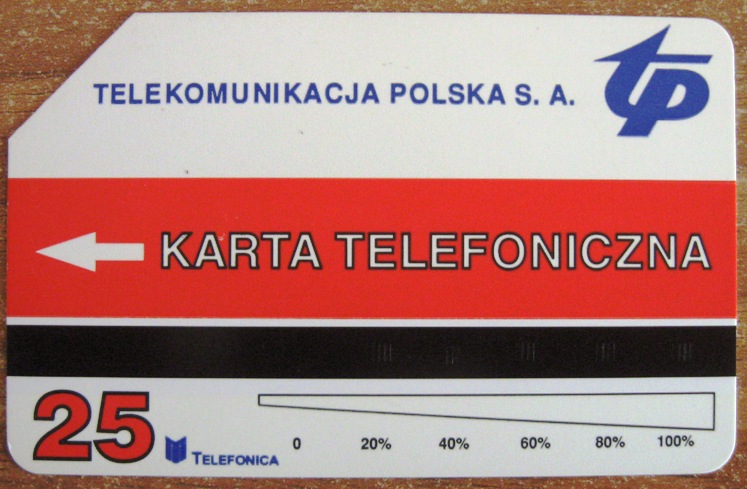 TELEKOMUNIKACJA POLSKA S. A.
tp
KARTA TELEFONICZNA
25
TELEFONICA
0 20% 40% 60% 80% 100%